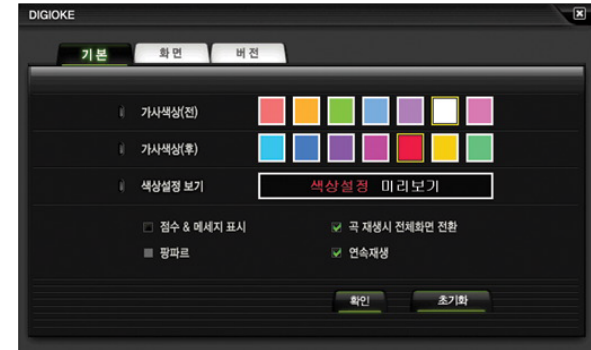 DIGIOKE
기본 화면 버전
가사색상(전)
가사색상(후)
색상설정 보기 색상설정 미리보기
점수 & 메세지 표시 곡 재생시 전체화면 전환
팡파르 연속재생
확인 초기화